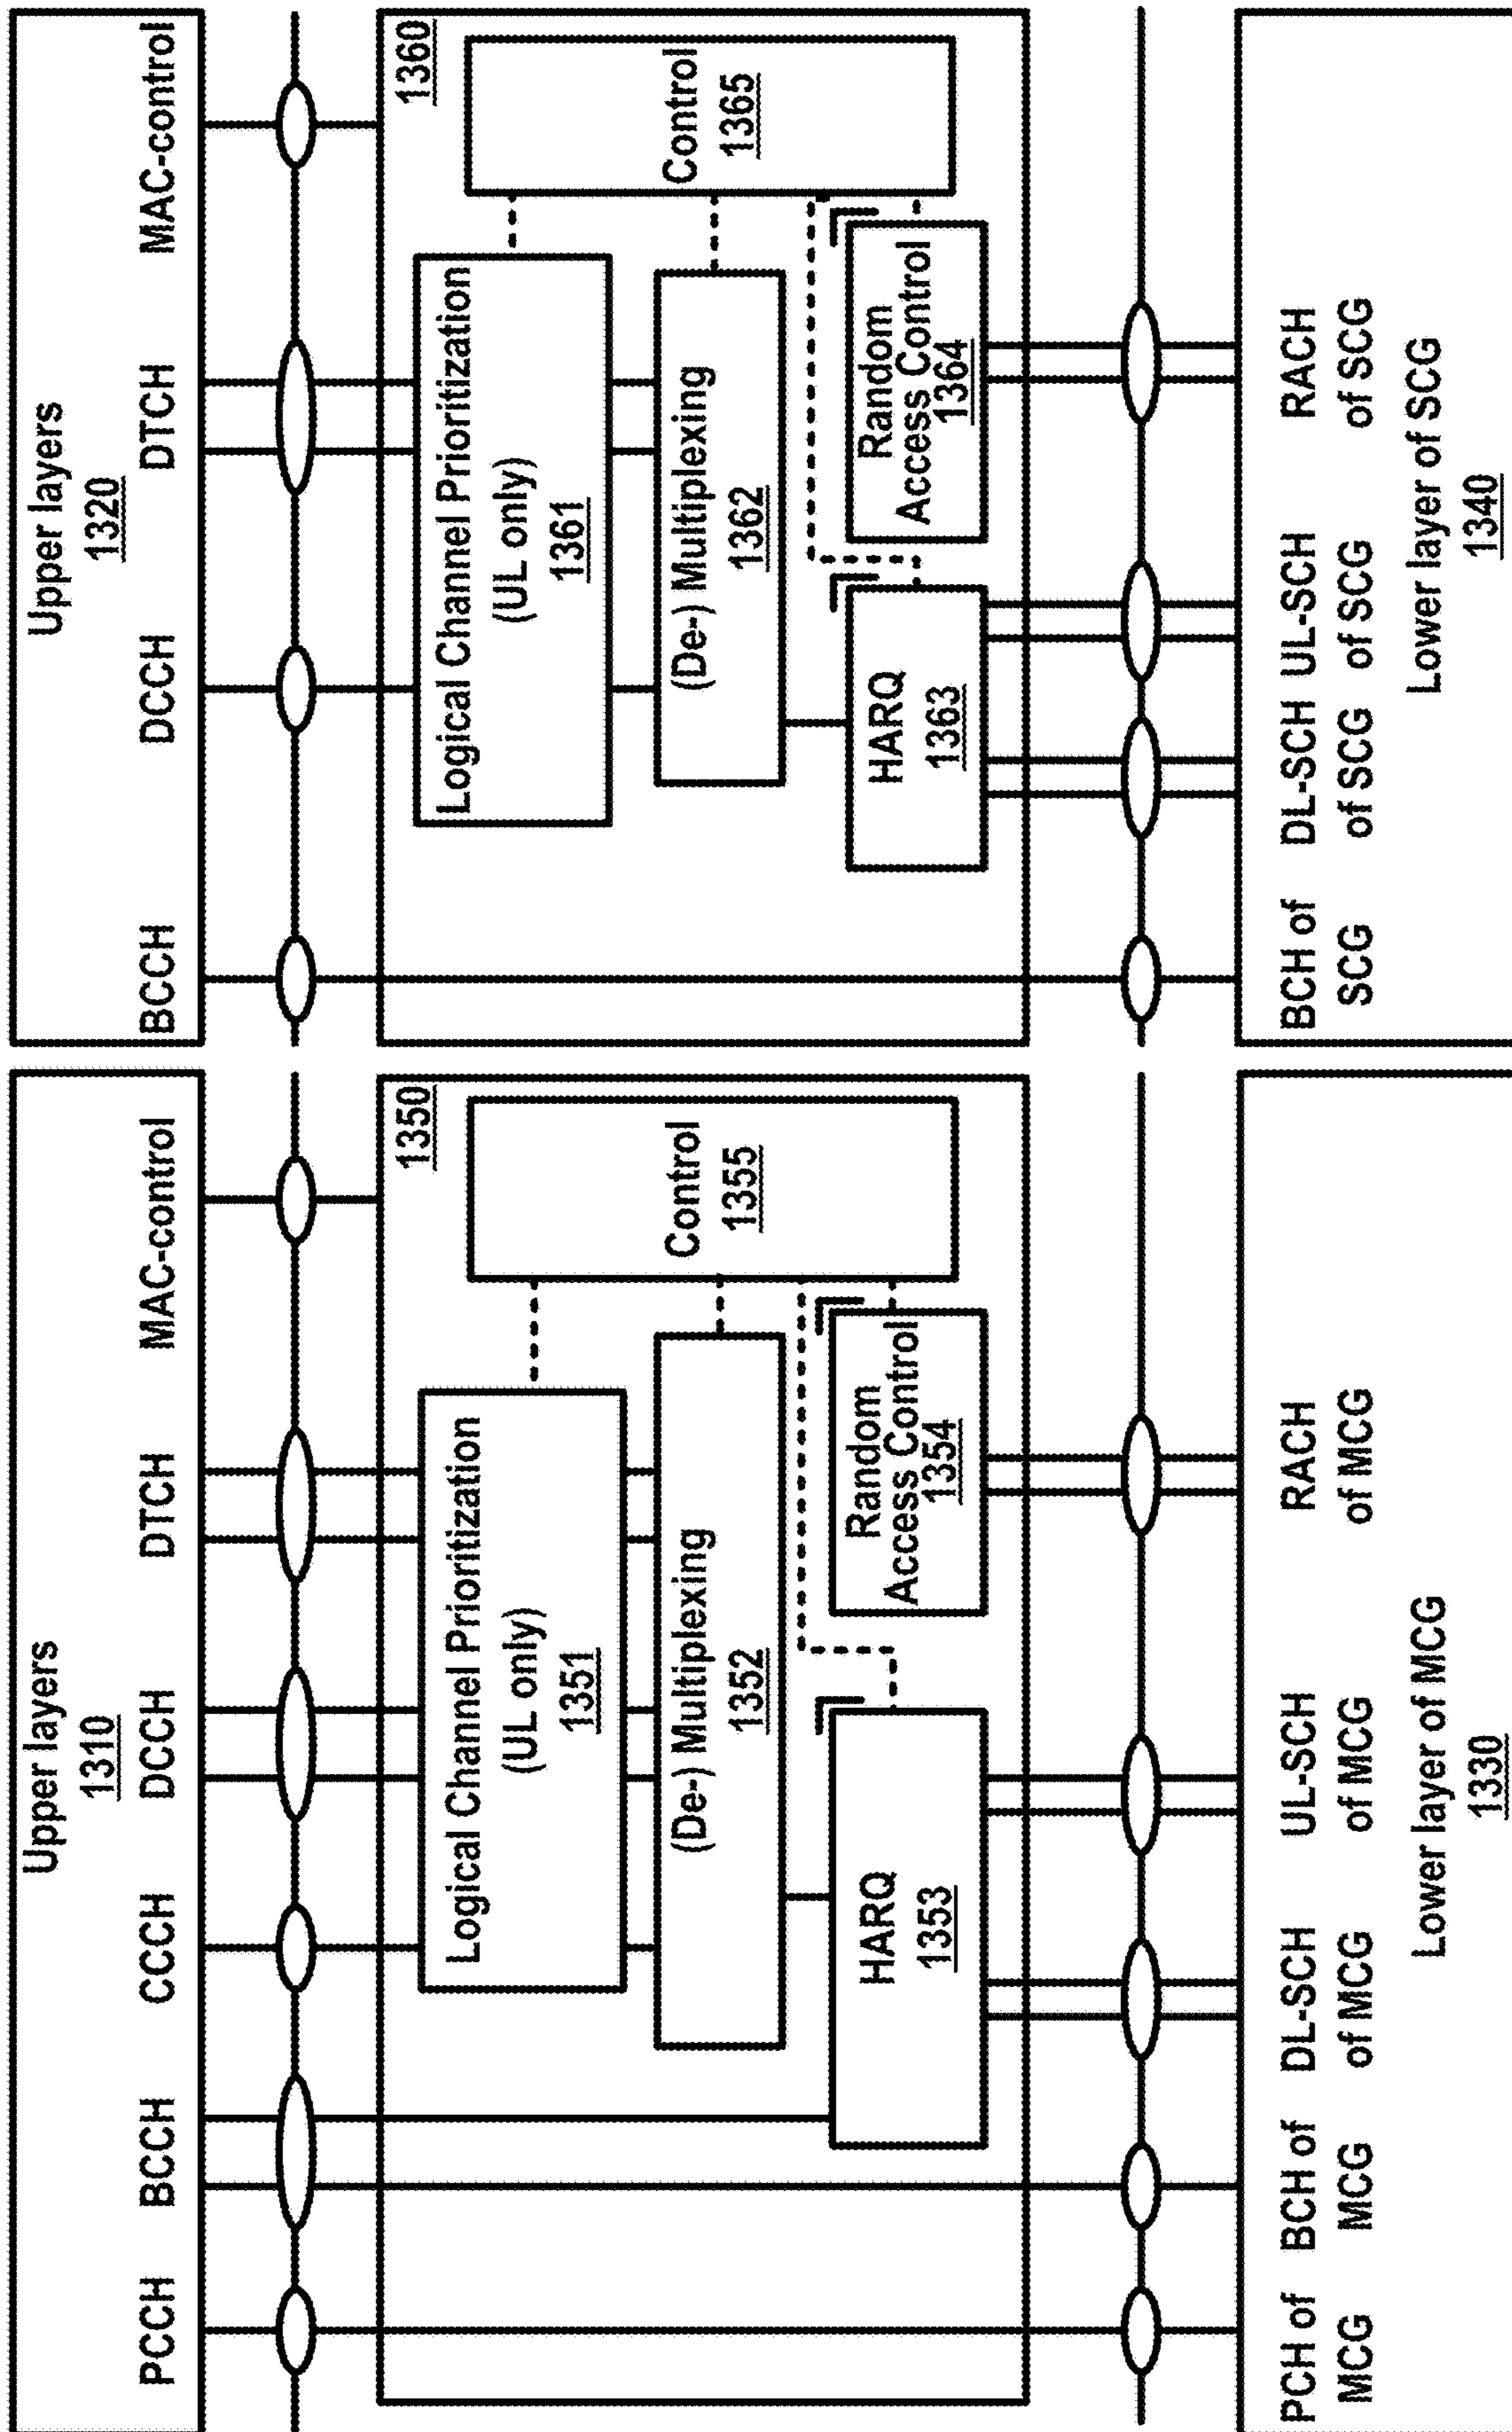 Upper layers
1310
PCCH
BCCH
CCCH
DCCH
DTCH
MAC-control
1350
Logical Channel Prioritization
(UL only)
1351
(De-) Multiplexing
1352
HARQ
1353
Random
Access Control
1354
Control
1355
PCH of
MCG
BCH of
MCG
DL-SCH
of MCG
UL-SCH
of MCG
RACH
of MCG
Lower layer of MCG
1330
Upper layers
1320
BCCH
DCCH
DTCH
MAC-control
1360
Logical Channel Prioritization
(UL only)
1361
(De-) Multiplexing
1362
HARQ
1363
Random
Access Control
1364
Control
1365
BCH of
SCG
DL-SCH
of SCG
UL-SCH
of SCG
RACH
of SCG
Lower layer of SCG
1340